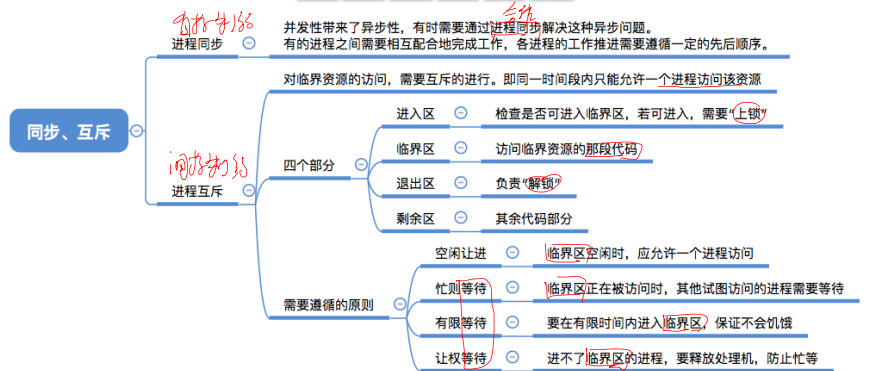 合作
直接制约
进程同步
并发性带来了异步性，有时需要通过进程同步解决这种异步问题。
有的进程之间需要相互配合地完成工作，各进程的工作推进需要遵循一定的先后顺序。
同步、互斥
间接制约
进程互斥
对临界资源的访问，需要互斥的进行。即同一时间段内只能允许一个进程访问该资源
四个部分
进入区
检查是否可进入临界区，若可进入，需要“上锁”
临界区
访问临界资源的那段代码
退出区
负责“解锁”
剩余区
其余代码部分
需要遵循的原则
空闲让进
临界区空闲时，应允许一个进程访问
忙则等待
临界区正在被访问时，其他试图访问的进程需要等待
有限等待
要在有限时间内进入临界区，保证不会饥饿
让权等待
进不了临界区的进程，要释放处理机，防止忙等